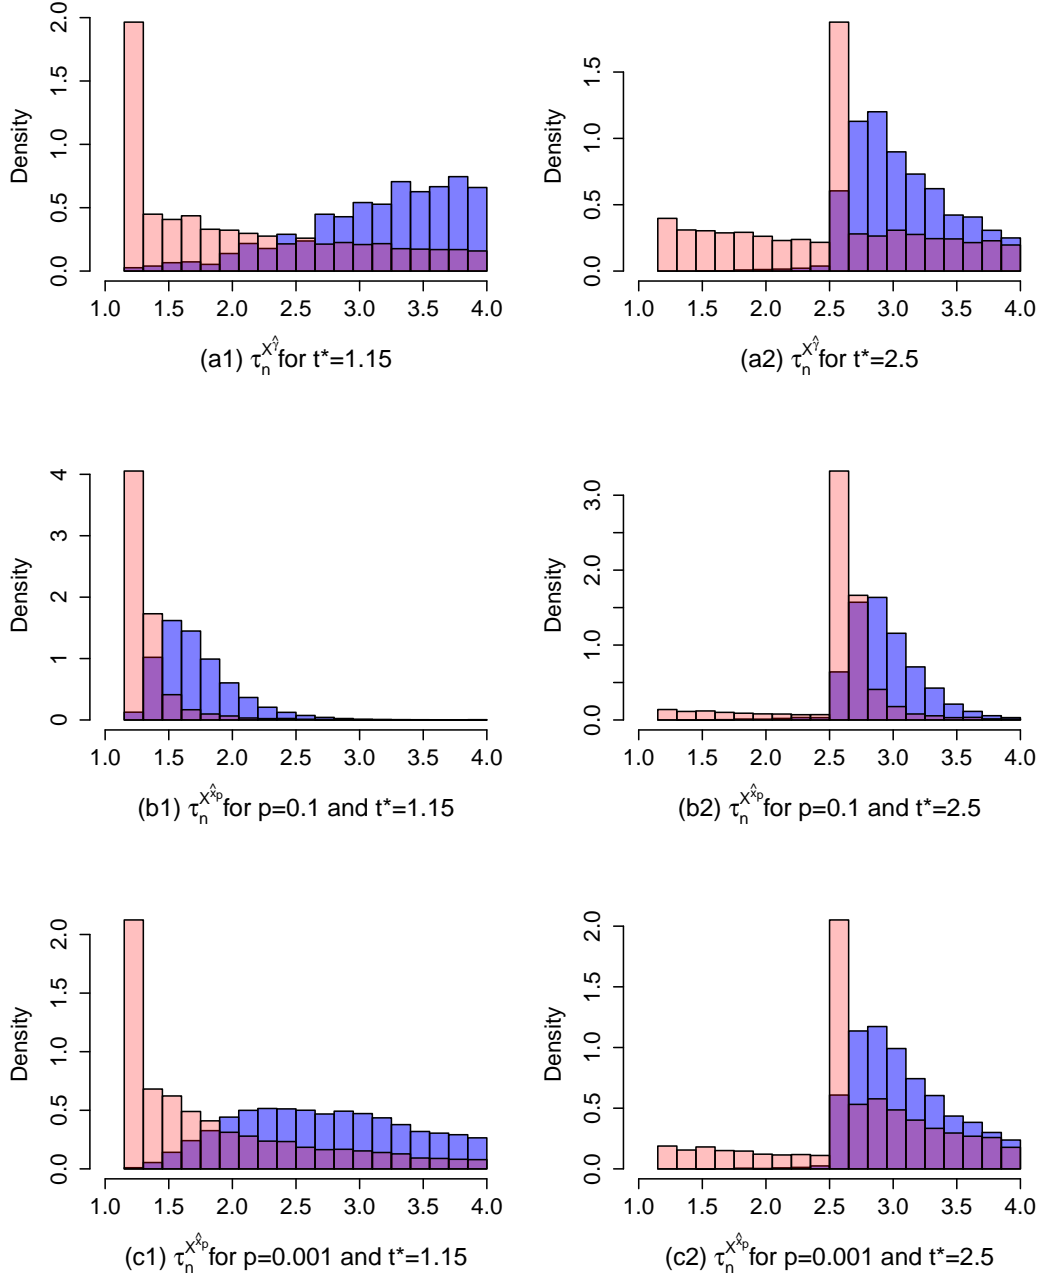 Density
0.0 0.5 1.0 1.5 2.0
1.0 1.5 2.0 2.5 3.0 3.5 4.0
(a1) τₙ^{X^γ̂} for t*=1.15
Density
0.0 0.5 1.0 1.5
1.0 1.5 2.0 2.5 3.0 3.5 4.0
(a2) τₙ^{X^γ̂} for t*=2.5
Density
0 1 2 3 4
1.0 1.5 2.0 2.5 3.0 3.5 4.0
(b1) τₙ^{X^x̂ₚ} for p=0.1 and t*=1.15
Density
0.0 1.0 2.0 3.0
1.0 1.5 2.0 2.5 3.0 3.5 4.0
(b2) τₙ^{X^x̂ₚ} for p=0.1 and t*=2.5
Density
0.0 0.5 1.0 1.5 2.0
1.0 1.5 2.0 2.5 3.0 3.5 4.0
(c1) τₙ^{X^x̂ₚ} for p=0.001 and t*=1.15
Density
0.0 0.5 1.0 1.5 2.0
1.0 1.5 2.0 2.5 3.0 3.5 4.0
(c2) τₙ^{X^x̂ₚ} for p=0.001 and t*=2.5